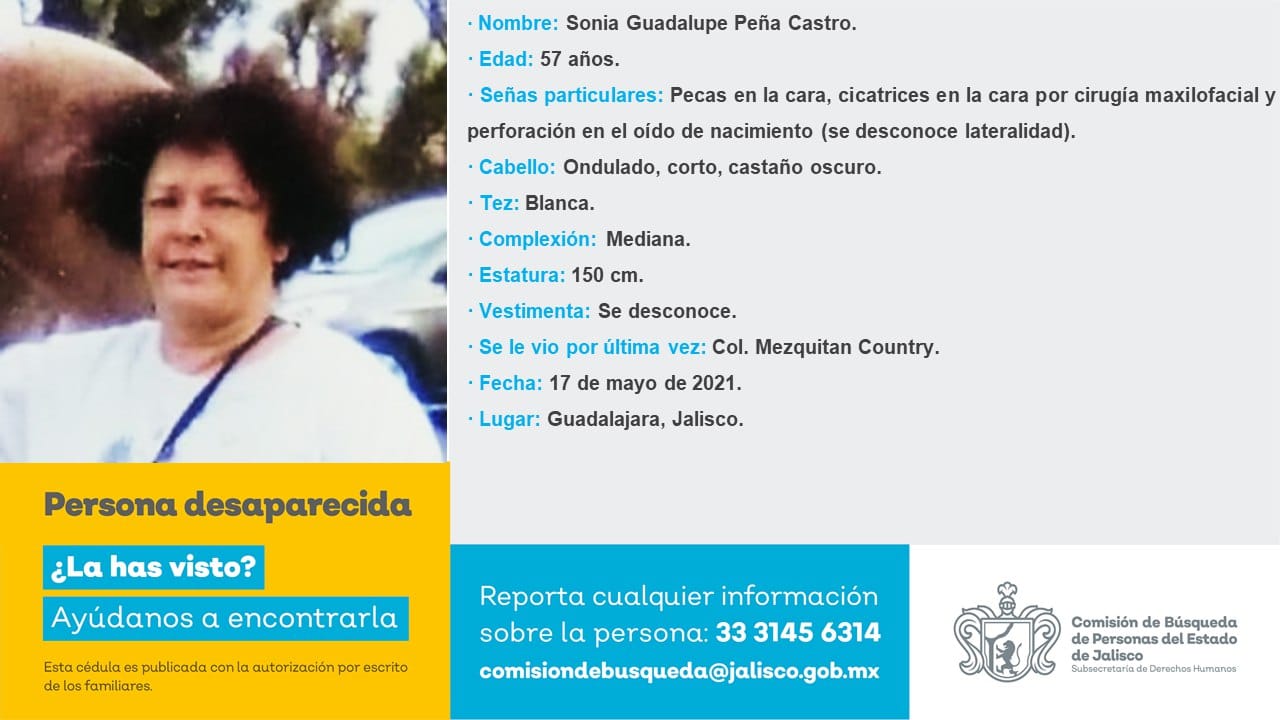 · Nombre: Sonia Guadalupe Peña Castro.
· Edad: 57 años.
· Señas particulares: Pecas en la cara, cicatrices en la cara por cirugía maxilofacial y
perforación en el oído de nacimiento (se desconoce lateralidad).
· Cabello: Ondulado, corto, castaño oscuro.
· Tez: Blanca.
· Complexión: Mediana.
· Estatura: 150 cm.
· Vestimenta: Se desconoce.
· Se le vio por última vez: Col. Mezquitan Country.
· Fecha: 17 de mayo de 2021.
· Lugar: Guadalajara, Jalisco.
Persona desaparecida
¿La has visto?
Ayúdanos a encontrarla
Esta cédula es publicada con la autorización por escrito
de los familiares.
Reporta cualquier información
sobre la persona: 33 3145 6314
comisiondebusqueda@jalisco.gob.mx
Comisión de Búsqueda
de Personas del Estado
de Jalisco
Subsecretaría de Derechos Humanos